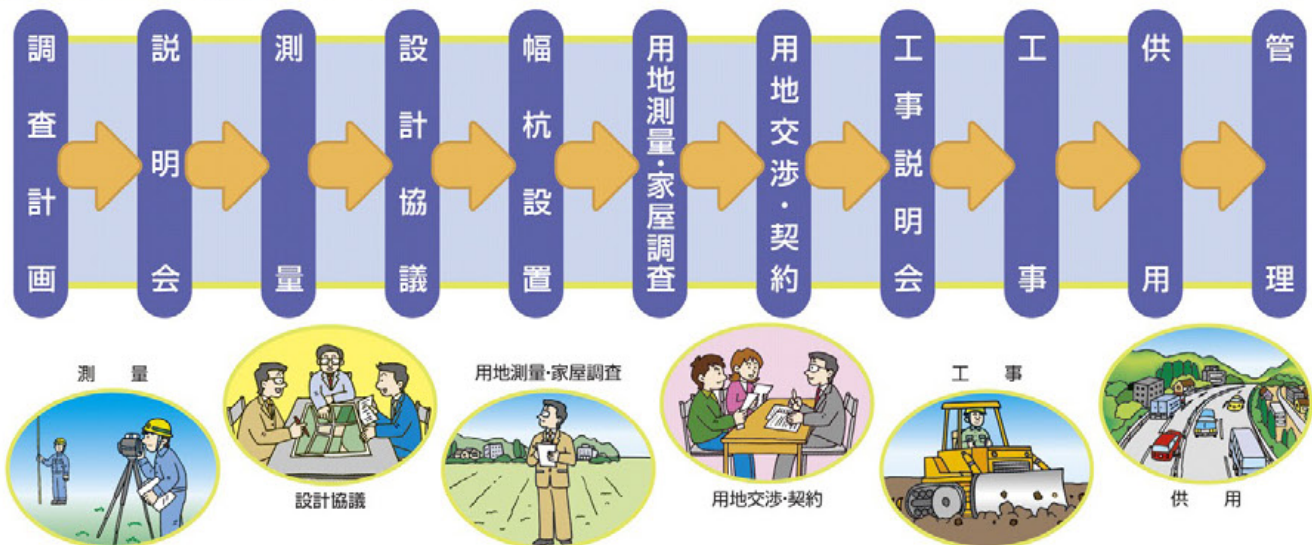 調査計画
説明会
測量
設計協議
幅杭設置
用地測量・家屋調査
用地交渉・契約
工事説明会
工事
供用
管理
測量
設計協議
用地測量・家屋調査
用地交渉・契約
工事
供用